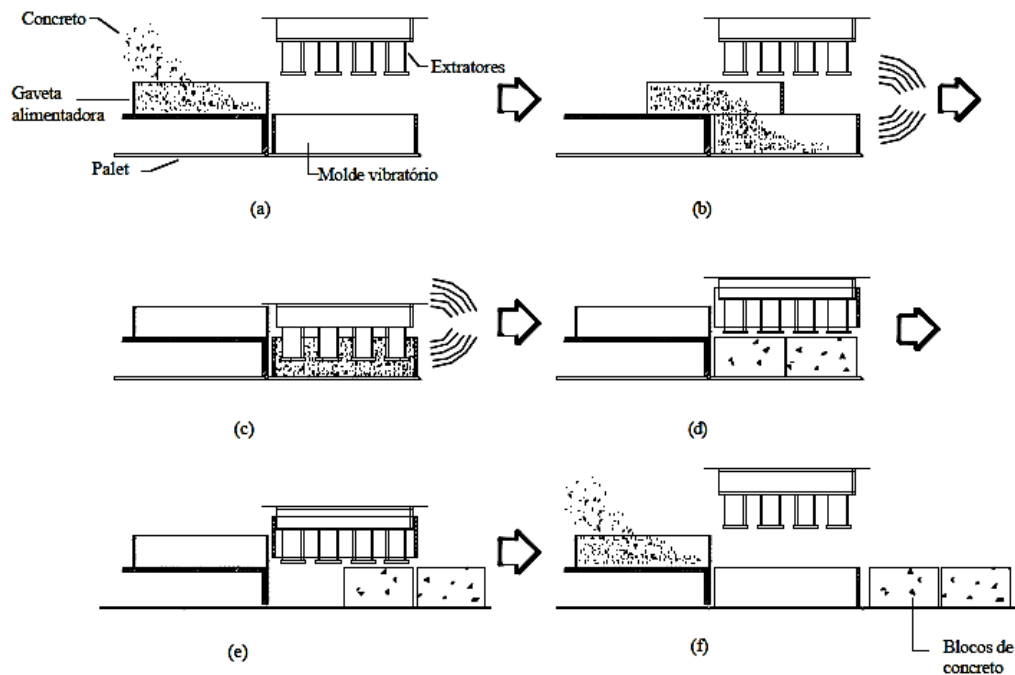 Concreto
Extratores
Gaveta
alimentadora
Palet
Molde vibratório
(a)
(b)
(c)
(d)
(e)
(f)
Blocos de
concreto